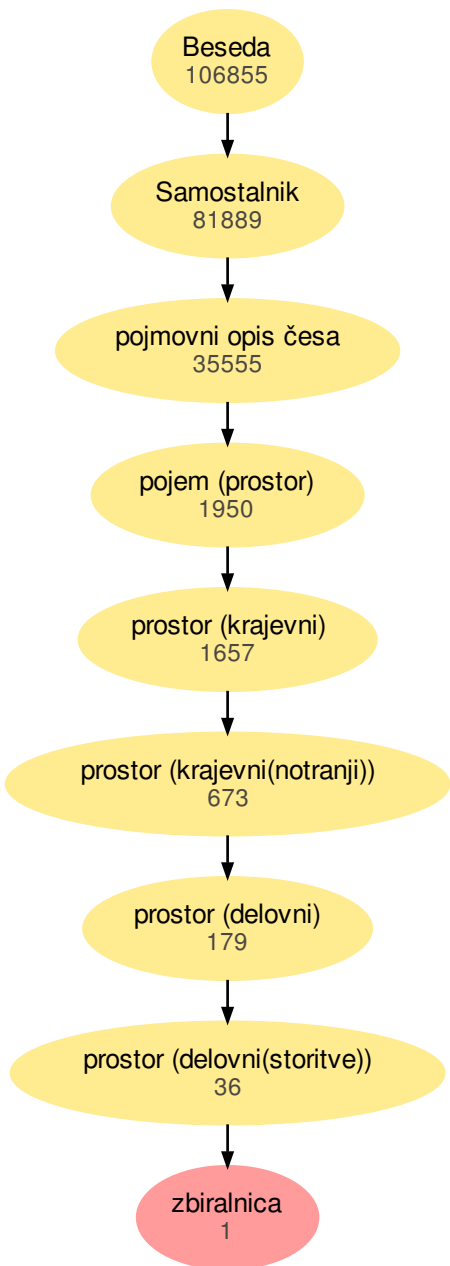 Beseda
106855
Samostalnik
81889
pojmovni opis česa
35555
pojem (prostor)
1950
prostor (krajevni)
1657
prostor (krajevni(notranji))
673
prostor (delovni)
179
prostor (delovni(storitve))
36
zbiralnica
1